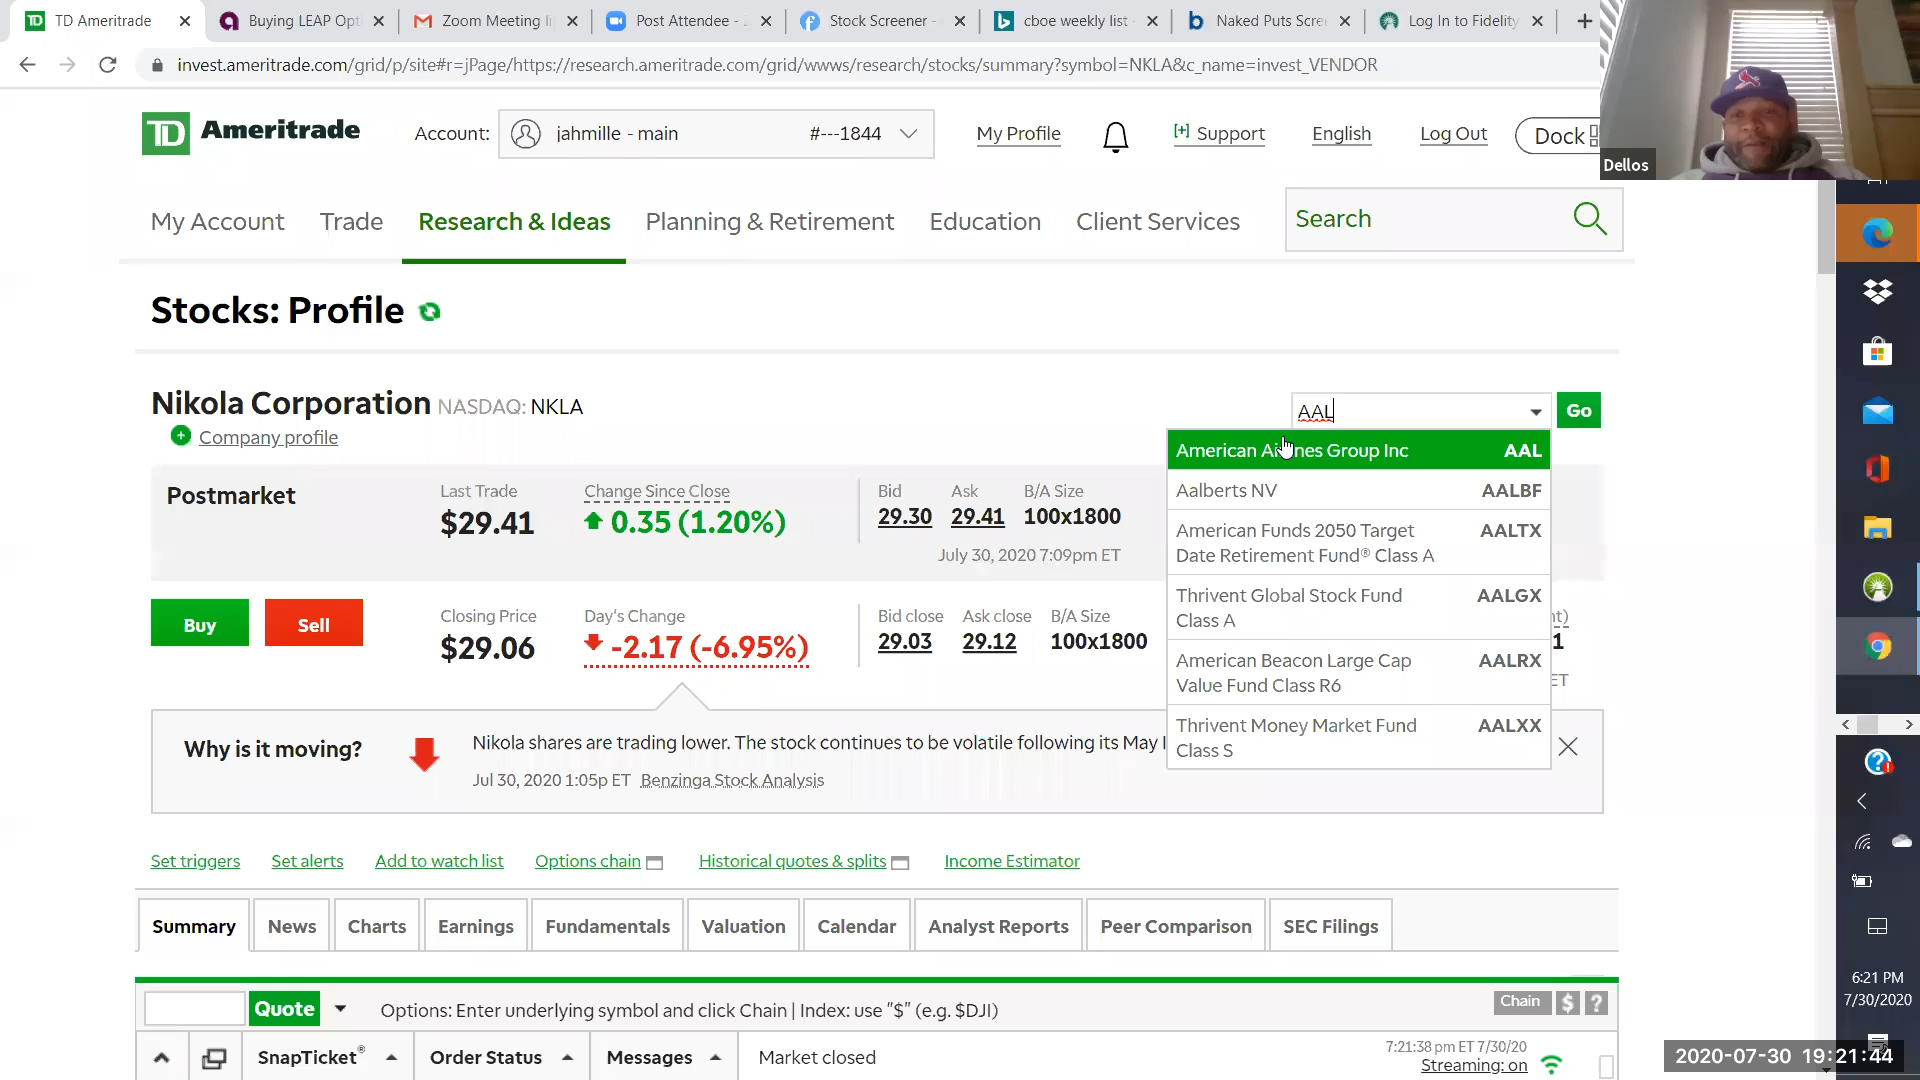 TD Ameritrade
Buying LEAP Opt
Zoom Meeting li
Post Attendee -
Stock Screener -
cboe weekly list
Naked Puts Scre
Log In to Fidelity
invest.ameritrade.com/grid/p/site#r=jPage/https://research.ameritrade.com/grid/wwws/research/stocks/summary?symbol=NKLA&c_name=invest_VENDOR
Dellos
TD Ameritrade
Account: jahmille - main #---1844
My Profile
[+] Support
English
Log Out
Dock
My Account
Trade
Research & Ideas
Planning & Retirement
Education
Client Services
Search
Stocks: Profile
Nikola Corporation NASDAQ: NKLA
Company profile
AAL
Go
American Airlines Group Inc AAL
Aalberts NV AALBF
American Funds 2050 Target
Date Retirement Fund® Class A AALTX
Thrivent Global Stock Fund
Class A AALGX
American Beacon Large Cap
Value Fund Class R6 AALRX
Thrivent Money Market Fund
Class S AALXX
Postmarket
Last Trade
$29.41
Change Since Close
0.35 (1.20%)
Bid
29.30
Ask
29.41
B/A Size
100x1800
July 30, 2020 7:09pm ET
Buy
Sell
Closing Price
$29.06
Day's Change
-2.17 (-6.95%)
Bid close
29.03
Ask close
29.12
B/A Size
100x1800
Why is it moving?
Nikola shares are trading lower. The stock continues to be volatile following its May
Jul 30, 2020 1:05p ET Benzinga Stock Analysis
Set triggers
Set alerts
Add to watch list
Options chain
Historical quotes & splits
Income Estimator
Summary
News
Charts
Earnings
Fundamentals
Valuation
Calendar
Analyst Reports
Peer Comparison
SEC Filings
Quote
Options: Enter underlying symbol and click Chain | Index: use "$" (e.g. $DJI)
Chain $ ?
SnapTicket®
Order Status
Messages
Market closed
7:21:38 pm ET 7/30/20
Streaming: on
6:21 PM
7/30/2020
2020-07-30 19:21:44